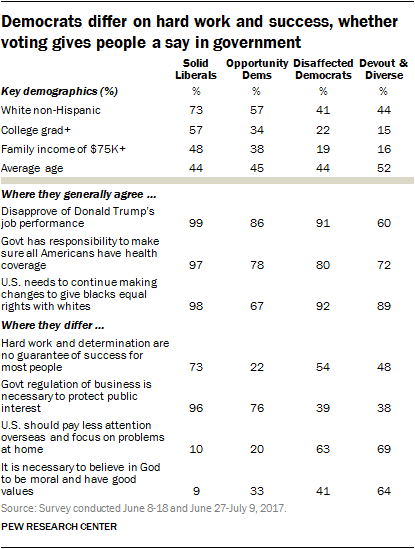 Democrats differ on hard work and success, whether
voting gives people a say in government
Solid Opportunity Disaffected Devout &
Liberals Dems Democrats Diverse
Key demographics (%) % % % %
White non-Hispanic 73 57 41 44
College grad+ 57 34 22 15
Family income of $75K+ 48 38 19 16
Average age 44 45 44 52
Where they generally agree ...
Disapprove of Donald Trump's
job performance 99 86 91 60
Govt has responsibility to make
sure all Americans have health
coverage 97 78 80 72
U.S. needs to continue making
changes to give blacks equal
rights with whites 98 67 92 89
Where they differ ...
Hard work and determination are
no guarantee of success for
most people 73 22 54 48
Govt regulation of business is
necessary to protect public
interest 96 76 39 38
U.S. should pay less attention
overseas and focus on problems
at home 10 20 63 69
It is necessary to believe in God
to be moral and have good
values 9 33 41 64
Source: Survey conducted June 8-18 and June 27-July 9, 2017.
PEW RESEARCH CENTER